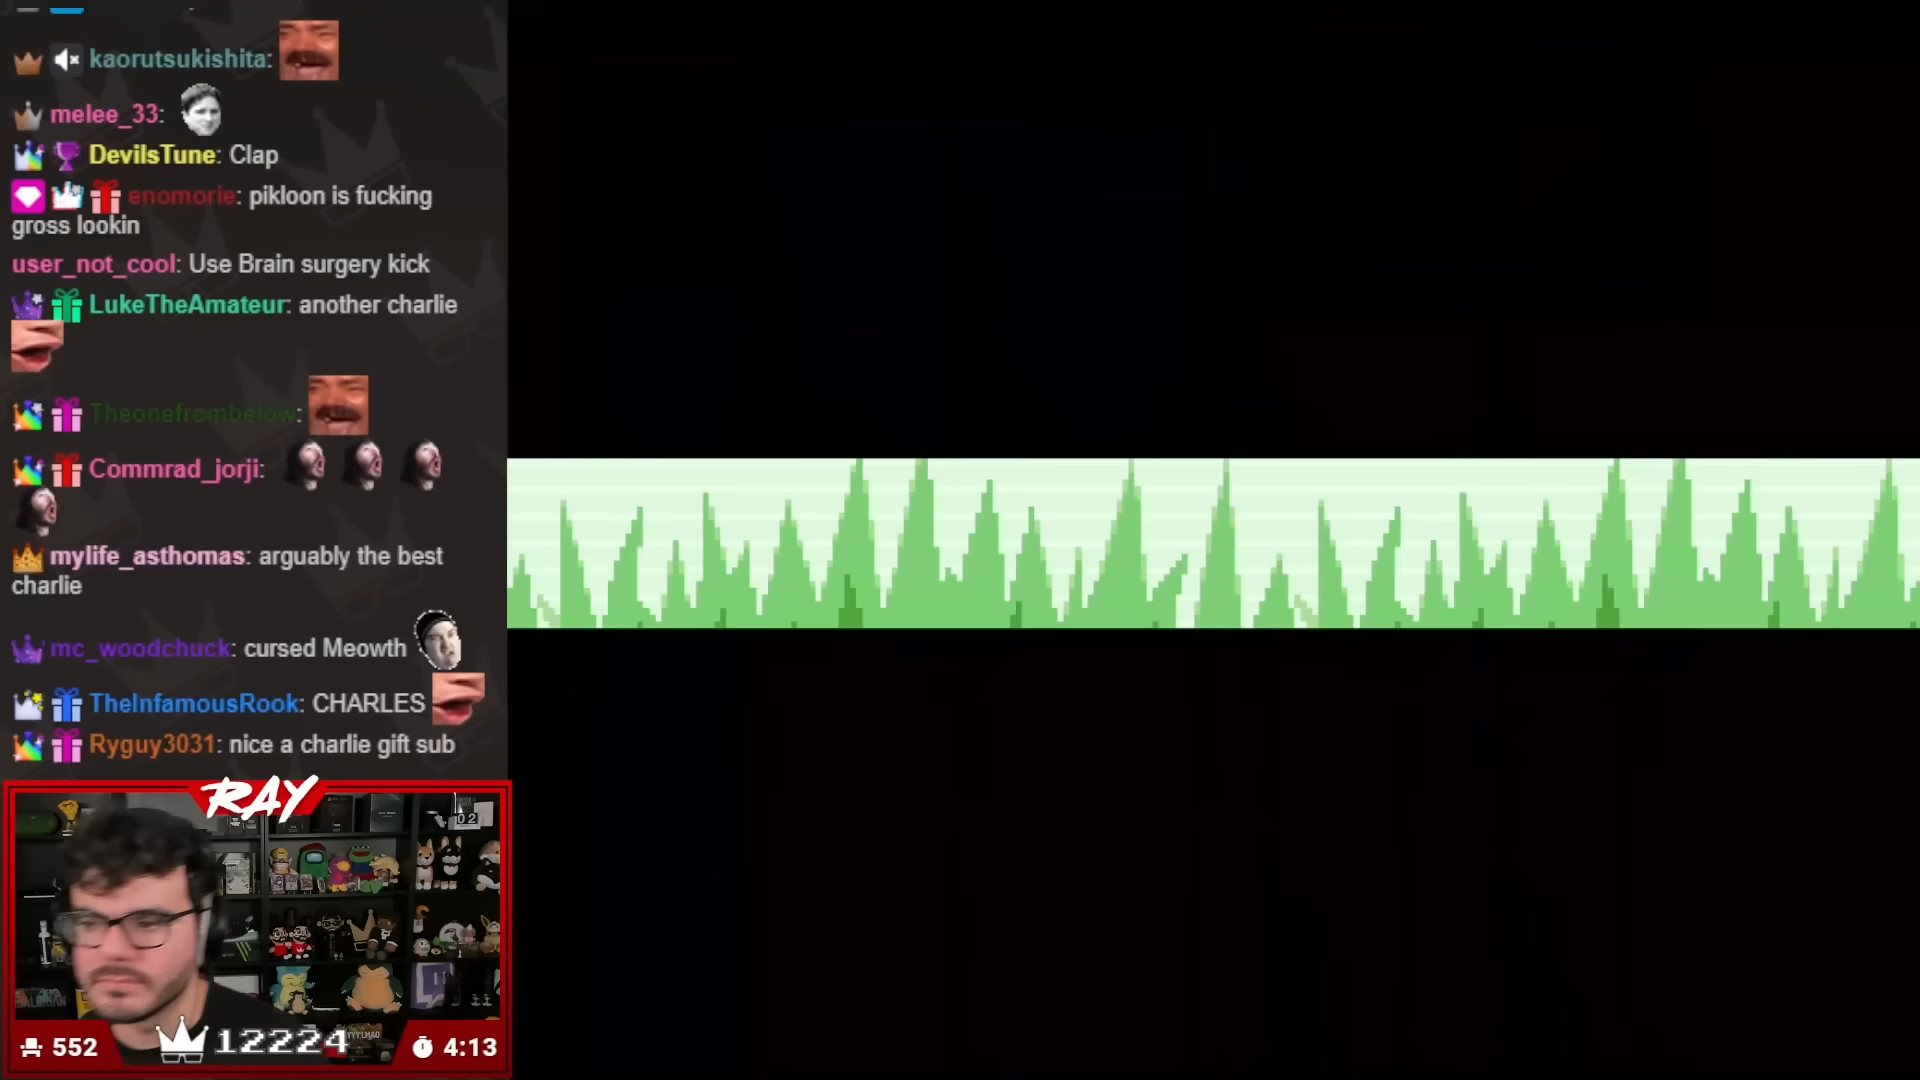 kaorutsukishita:
melee_33:
DevilsTune: Clap
enomorie: pikloon is fucking
gross lookin
user_not_cool: Use Brain surgery kick
LukeTheAmateur: another charlie
Theonefrombelow:
Commrad_jorji:
mylife_asthomas: arguably the best
charlie
mc_woodchuck: cursed Meowth
TheInfamousRook: CHARLES
Ryguy3031: nice a charlie gift sub
RAY
02
552
12224
4:13